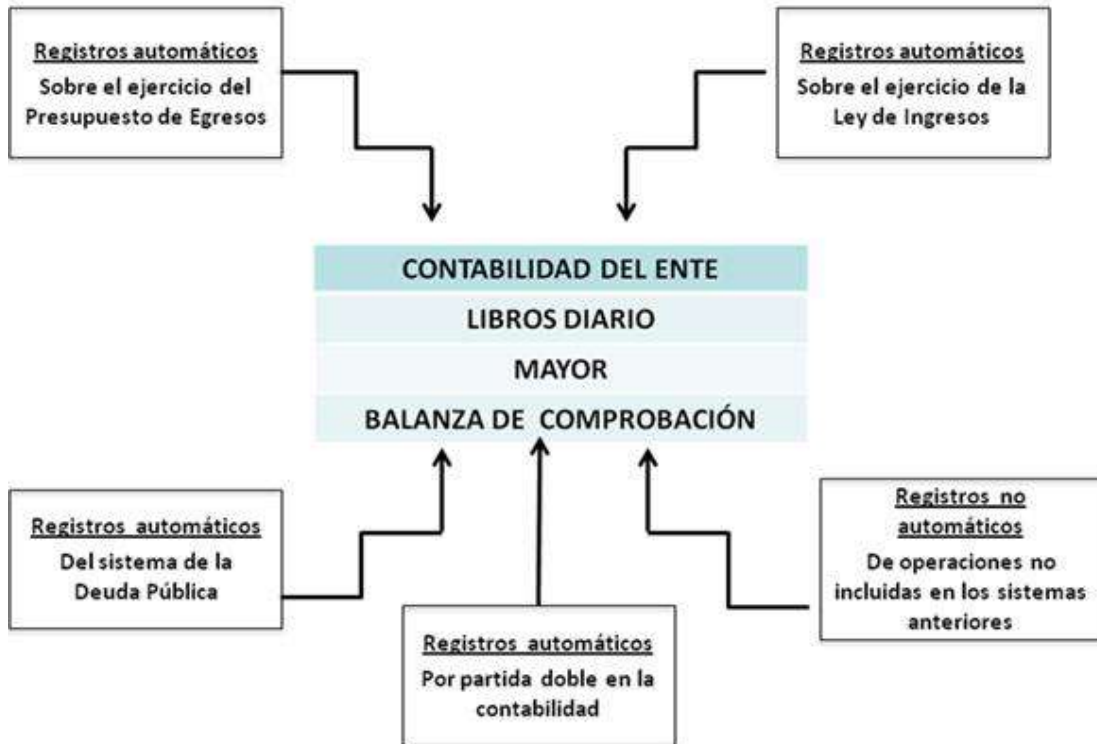 Registros automáticos
Sobre el ejercicio del
Presupuesto de Egresos
Registros automáticos
Sobre el ejercicio de la
Ley de Ingresos
CONTABILIDAD DEL ENTE
LIBROS DIARIO
MAYOR
BALANZA DE COMPROBACIÓN
Registros automáticos
Del sistema de la
Deuda Pública
Registros automáticos
Por partida doble en la
contabilidad
Registros no
automáticos
De operaciones no
incluidas en los sistemas
anteriores